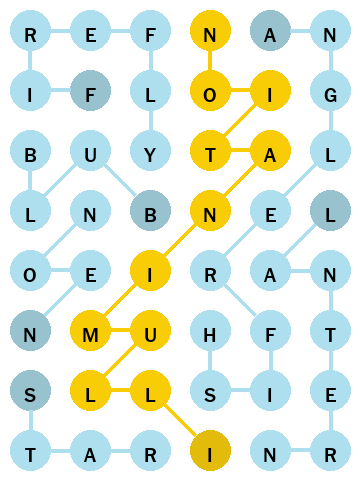 R E F N A N
I F L O I G
B U Y T A L
L N B N E L
O E I R A N
N M U H F T
S L L S I E
T A R I N R